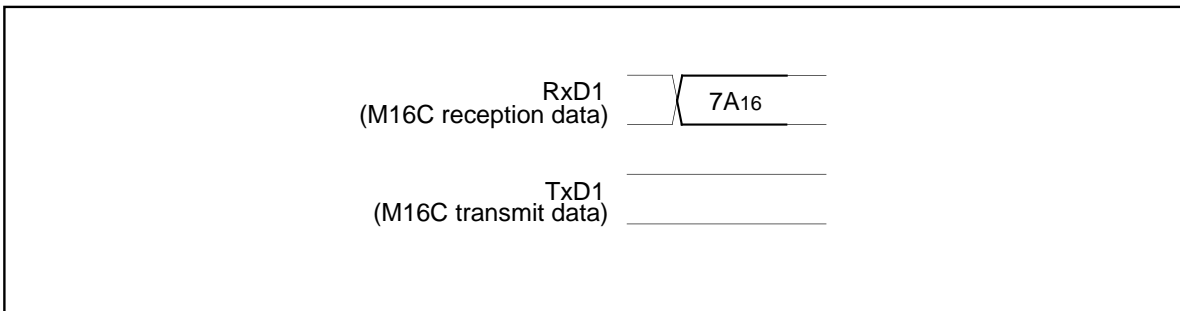 RxD1
(M16C reception data)
7A16
TxD1
(M16C transmit data)